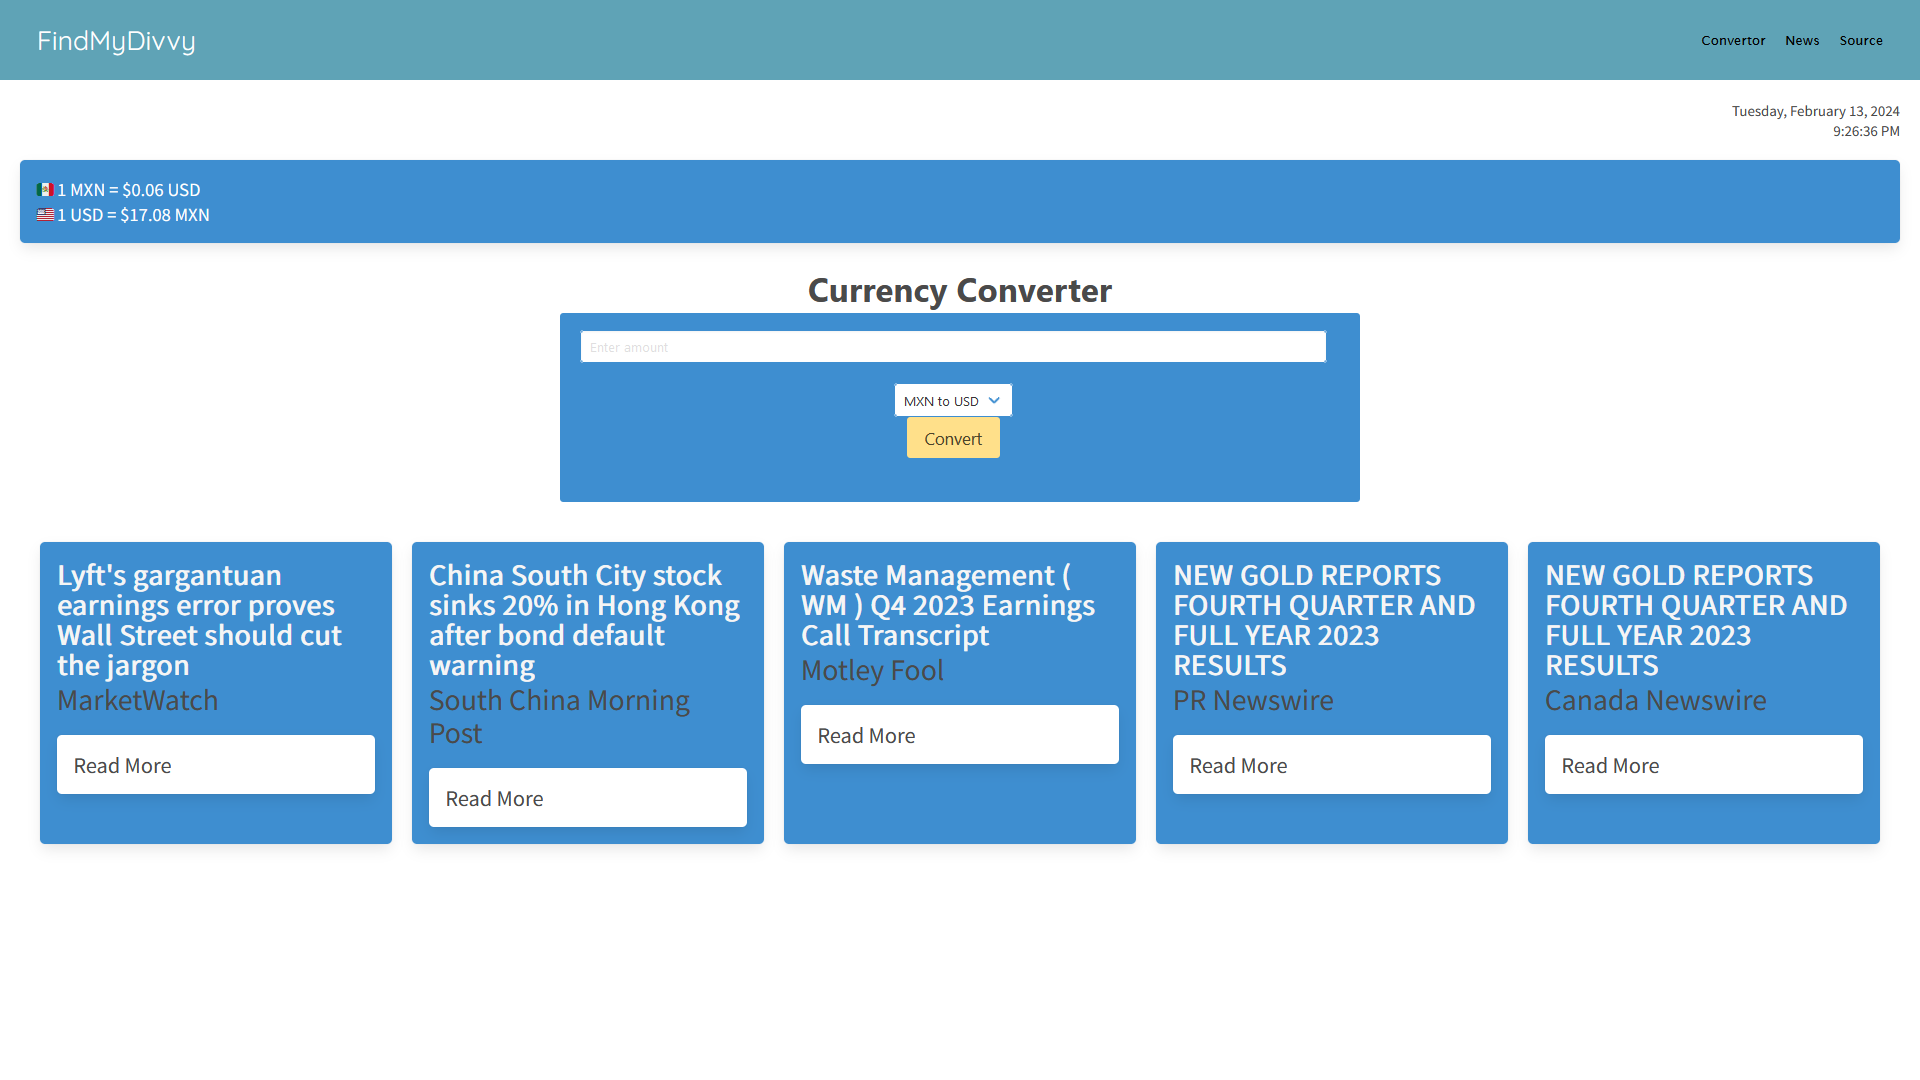 FindMyDivvy
Convertor News Source
Tuesday, February 13, 2024
9:26:36 PM
1 MXN = $0.06 USD
1 USD = $17.08 MXN
Currency Converter
Enter amount
MXN to USD
Convert
Lyft's gargantuan
earnings error proves
Wall Street should cut
the jargon
MarketWatch
Read More
China South City stock
sinks 20% in Hong Kong
after bond default
warning
South China Morning
Post
Read More
Waste Management (
WM ) Q4 2023 Earnings
Call Transcript
Motley Fool
Read More
NEW GOLD REPORTS
FOURTH QUARTER AND
FULL YEAR 2023
RESULTS
PR Newswire
Read More
NEW GOLD REPORTS
FOURTH QUARTER AND
FULL YEAR 2023
RESULTS
Canada Newswire
Read More